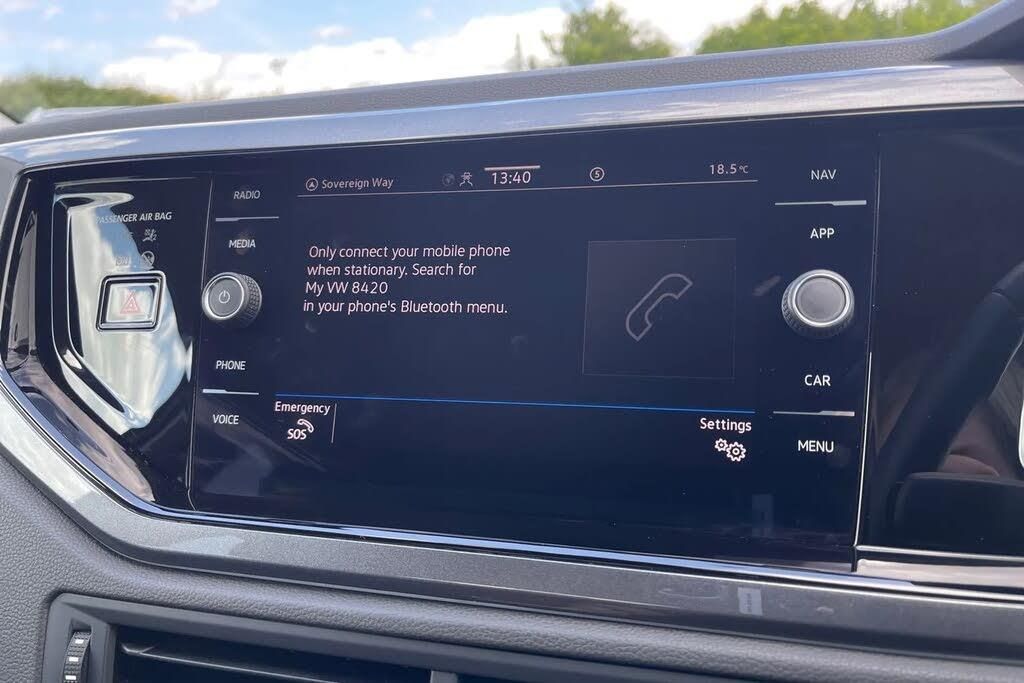 PASSENGER AIR BAG
RADIO
MEDIA
PHONE
VOICE
Sovereign Way
13:40
5
18.5°C
Only connect your mobile phone
when stationary. Search for
My VW 8420
in your phone's Bluetooth menu.
Emergency
SOS
Settings
NAV
APP
CAR
MENU